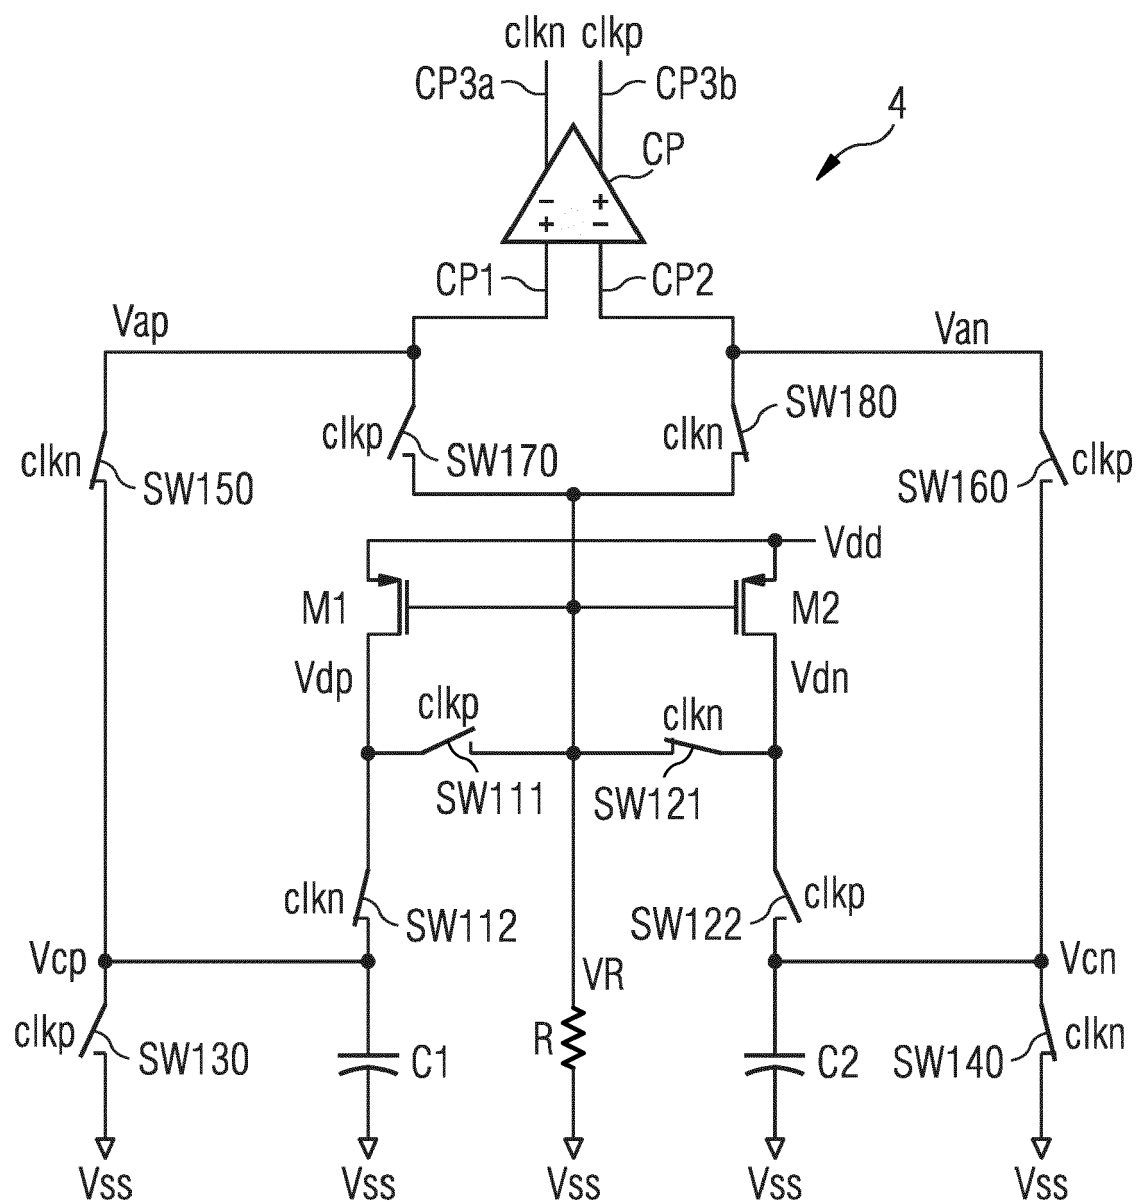 clkn clkp
CP3a CP3b
4
CP
− +
+ −
CP1 CP2
Vap Van
clkp SW170 clkn SW180
clkn SW150 SW160 clkp
Vdd
M1 M2
Vdp Vdn
clkp clkn
SW111 SW121
clkn SW112 SW122 clkp
Vcp Vcn
VR
clkp SW130 C1 R C2 SW140 clkn
Vss Vss Vss Vss Vss